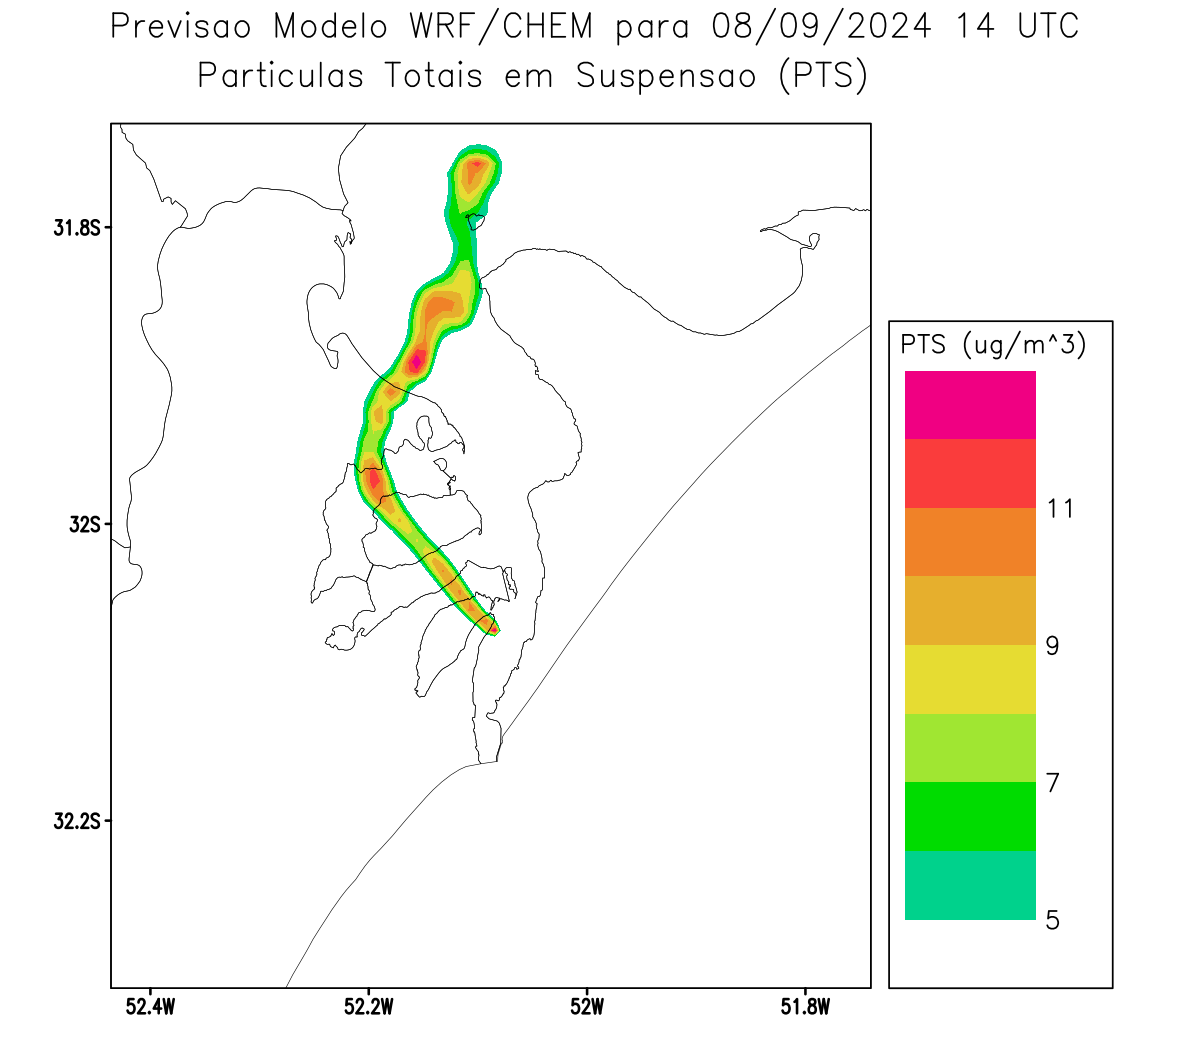 Previsao Modelo WRF/CHEM para 08/09/2024 14 UTC
Particulas Totais em Suspensao (PTS)
31.8S
32S
32.2S
52.4W
52.2W
52W
51.8W
PTS (ug/m^3)
11
9
7
5